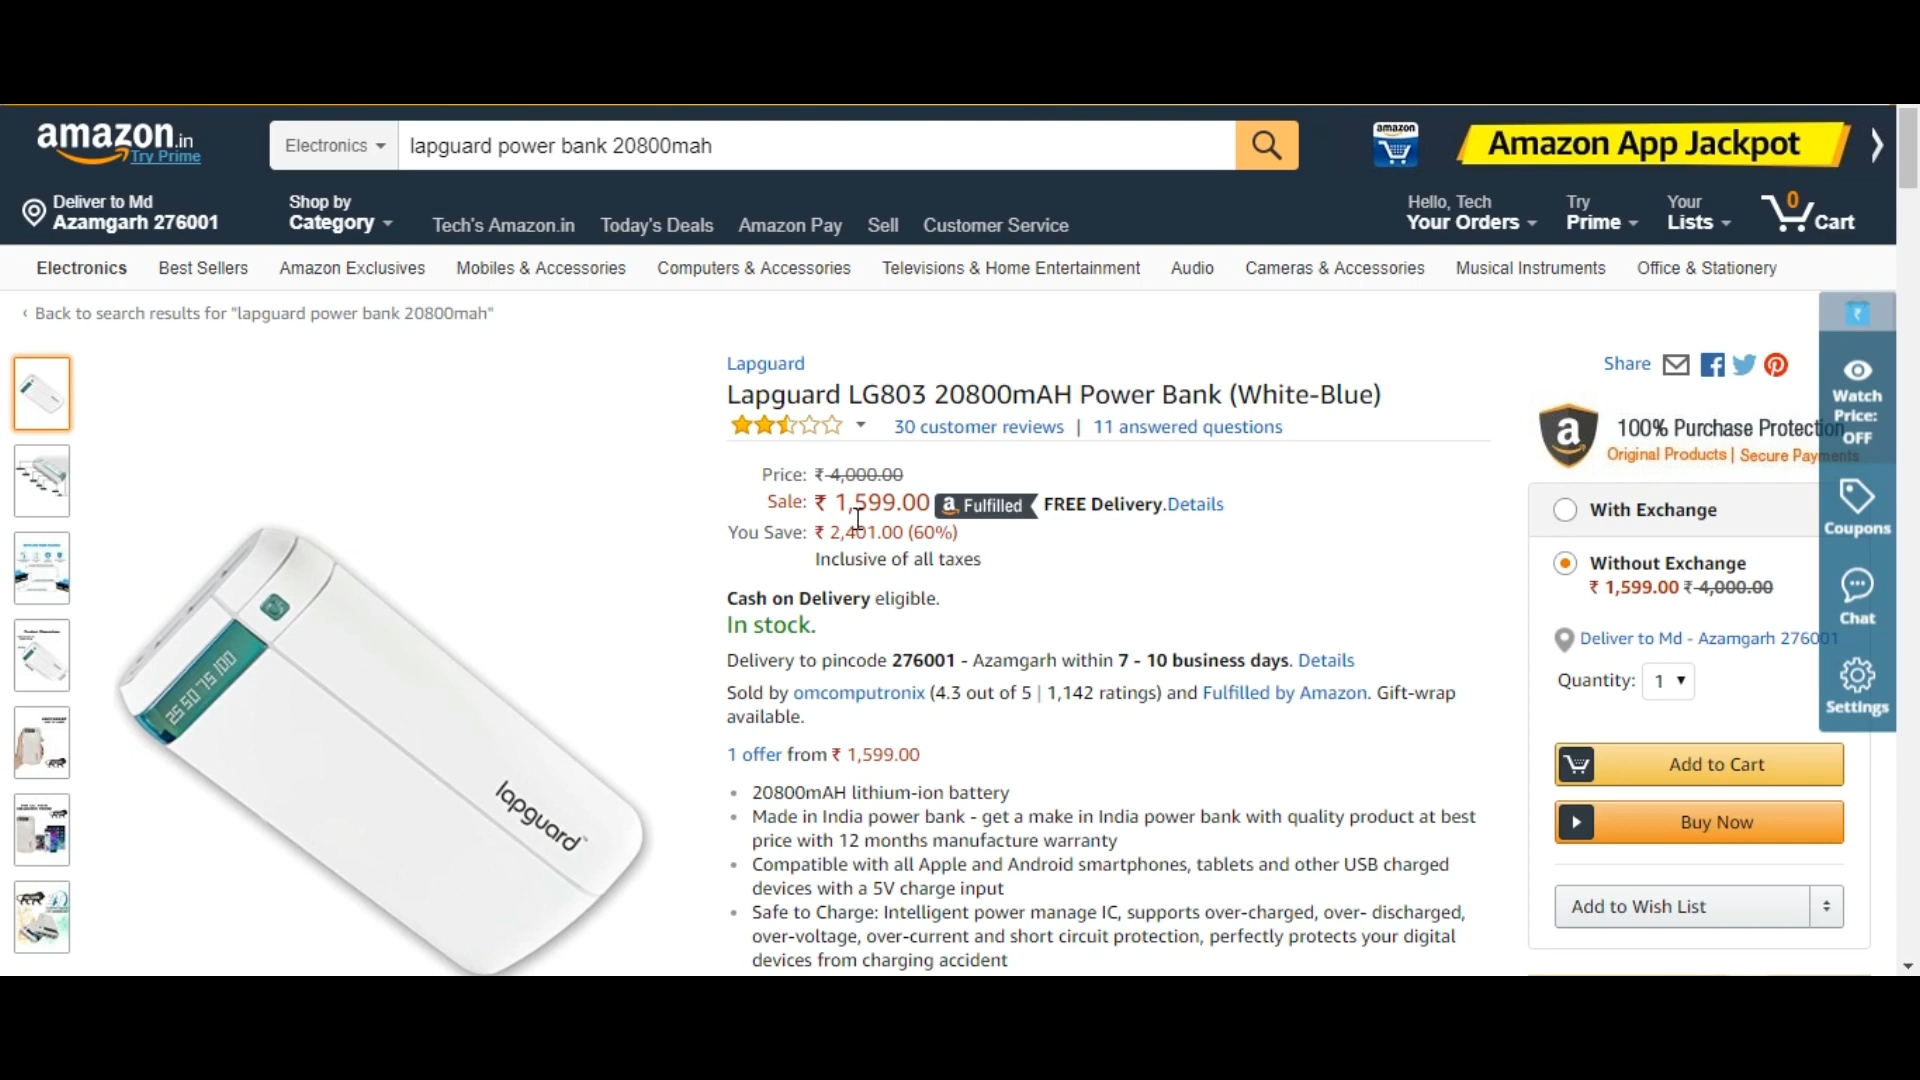 amazon.in
Try Prime
Electronics
lapguard power bank 20800mah
amazon
Amazon App Jackpot
Deliver to Md
Azamgarh 276001
Shop by
Category
Tech's Amazon.in
Today's Deals
Amazon Pay
Sell
Customer Service
Hello, Tech
Your Orders
Try
Prime
Your
Lists
0
Cart
Electronics
Best Sellers
Amazon Exclusives
Mobiles & Accessories
Computers & Accessories
Televisions & Home Entertainment
Audio
Cameras & Accessories
Musical Instruments
Office & Stationery
‹ Back to search results for "lapguard power bank 20800mah"
25 50 75 100
lapguard™
Lapguard
Lapguard LG803 20800mAH Power Bank (White-Blue)
30 customer reviews | 11 answered questions
Price: ₹ 4,000.00
Sale: ₹ 1,599.00 a Fulfilled FREE Delivery.Details
You Save: ₹ 2,401.00 (60%)
Inclusive of all taxes
Cash on Delivery eligible.
In stock.
Delivery to pincode 276001 - Azamgarh within 7 - 10 business days. Details
Sold by omcomputronix (4.3 out of 5 | 1,142 ratings) and Fulfilled by Amazon. Gift-wrap
available.
1 offer from ₹ 1,599.00
• 20800mAH lithium-ion battery
• Made in India power bank - get a make in India power bank with quality product at best
price with 12 months manufacture warranty
• Compatible with all Apple and Android smartphones, tablets and other USB charged
devices with a 5V charge input
• Safe to Charge: Intelligent power manage IC, supports over-charged, over- discharged,
over-voltage, over-current and short circuit protection, perfectly protects your digital
devices from charging accident
Share
a
100% Purchase Protection
Original Products | Secure Payments
With Exchange
Without Exchange
₹ 1,599.00 ₹ 4,000.00
Deliver to Md - Azamgarh 276001
Quantity: 1
Add to Cart
Buy Now
Add to Wish List
₹
Watch
Price:
OFF
Coupons
Chat
Settings